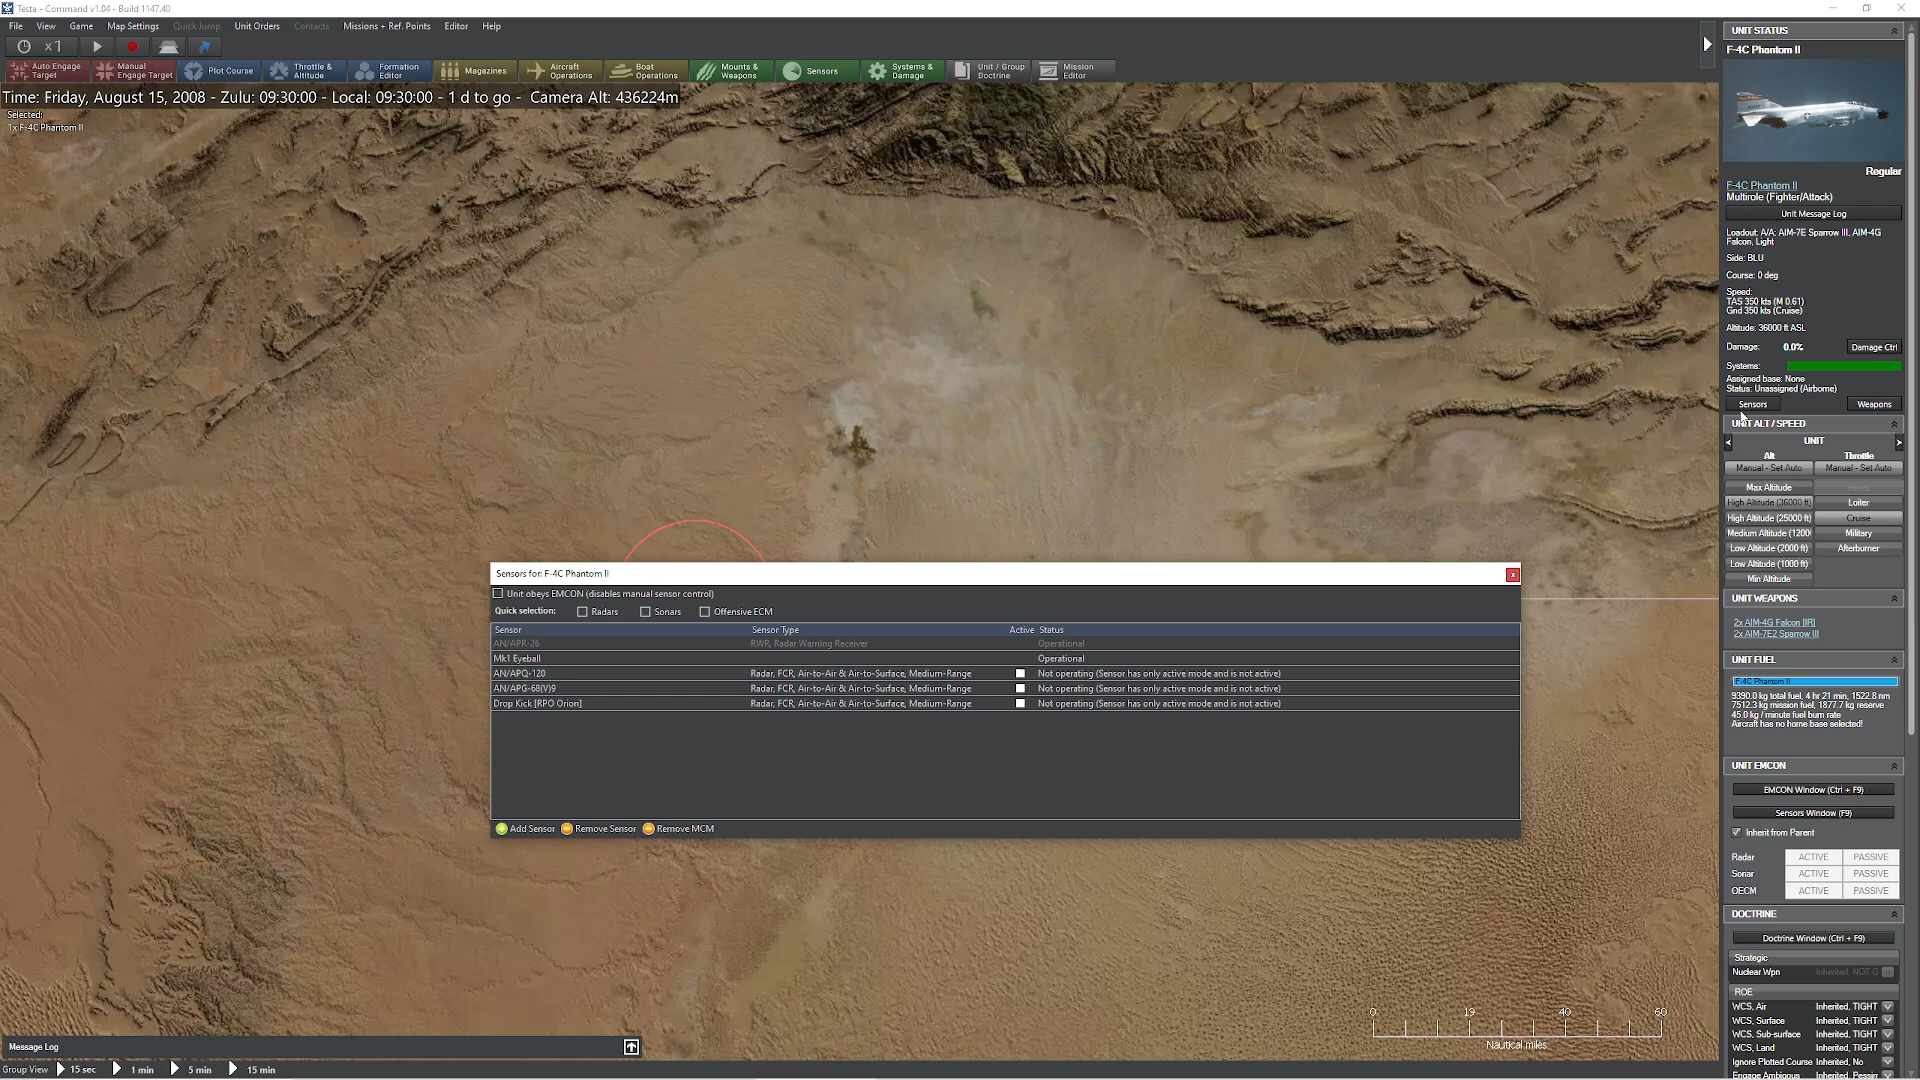 Testa - Command v1.04 - Build 1147.40
File View Game Map Settings Quick Jump Unit Orders Contacts Missions + Ref. Points Editor Help
x1
Auto Engage Target
Manual Engage Target
Plot Course
Throttle & Altitude
Formation Editor
Magazines
Aircraft Operations
Boat Operations
Mounts & Weapons
Sensors
Systems & Damage
Unit / Group Doctrine
Mission Editor
Time: Friday, August 15, 2008 - Zulu: 09:30:00 - Local: 09:30:00 - 1 d to go - Camera Alt: 436224m
Selected:
1x F-4C Phantom II
Sensors for: F-4C Phantom II
x
Unit obeys EMCON (disables manual sensor control)
Quick selection: Radars Sonars Offensive ECM
Sensor Sensor Type Active Status
AN/APR-26 RWR, Radar Warning Receiver Operational
Mk1 Eyeball Operational
AN/APQ-120 Radar, FCR, Air-to-Air & Air-to-Surface, Medium-Range Not operating (Sensor has only active mode and is not active)
AN/APG-68(V)9 Radar, FCR, Air-to-Air & Air-to-Surface, Medium-Range Not operating (Sensor has only active mode and is not active)
Drop Kick [RPO Orion] Radar, FCR, Air-to-Air & Air-to-Surface, Medium-Range Not operating (Sensor has only active mode and is not active)
Add Sensor Remove Sensor Remove MCM
0 19 40 60
Nautical miles
Message Log
Group View 15 sec 1 min 5 min 15 min
UNIT STATUS
F-4C Phantom II
Regular
F-4C Phantom II
Multirole (Fighter/Attack)
Unit Message Log
Loadout: A/A: AIM-7E Sparrow III, AIM-4G
Falcon, Light
Side: BLU
Course: 0 deg
Speed:
TAS 350 kts (M 0.61)
Gnd 350 kts (Cruise)
Altitude: 36000 ft ASL
Damage: 0.0% Damage Ctrl
Systems:
Assigned base: None
Status: Unassigned (Airborne)
Sensors Weapons
UNIT ALT / SPEED
< UNIT >
Alt Throttle
Manual - Set Auto Manual - Set Auto
Max Altitude
High Altitude (36000 ft) Loiter
High Altitude (25000 ft) Cruise
Medium Altitude (1200 Military
Low Altitude (2000 ft) Afterburner
Low Altitude (1000 ft)
Min Altitude
UNIT WEAPONS
2x AIM-4G Falcon [IR]
2x AIM-7E2 Sparrow III
UNIT FUEL
F-4C Phantom II
9390.0 kg total fuel, 4 hr 21 min, 1522.8 nm
7512.3 kg mission fuel, 1877.7 kg reserve
45.0 kg / minute fuel burn rate
Aircraft has no home base selected!
UNIT EMCON
EMCON Window (Ctrl + F9)
Sensors Window (F9)
Inherit from Parent
Radar ACTIVE PASSIVE
Sonar ACTIVE PASSIVE
OECM ACTIVE PASSIVE
DOCTRINE
Doctrine Window (Ctrl + F9)
Strategic
Nuclear Wpn Inherited, NOT G
ROE
WCS, Air Inherited, TIGHT
WCS, Surface Inherited, TIGHT
WCS, Sub-surface Inherited, TIGHT
WCS, Land Inherited, TIGHT
Ignore Plotted Course Inherited, No
Engage Ambiguous Inherited, Pessin